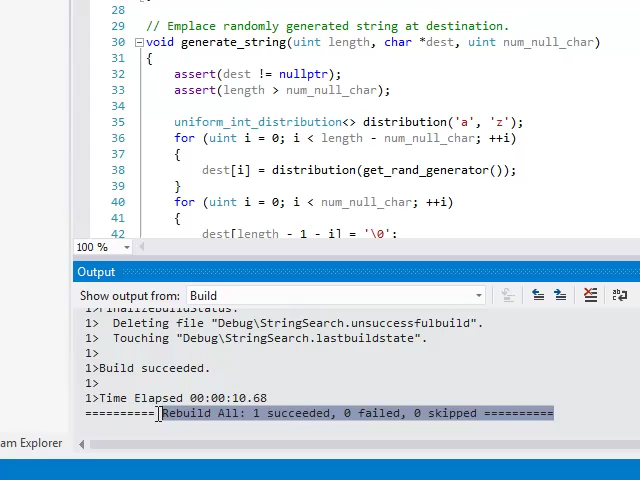 28
29 // Emplace randomly generated string at destination.
30 void generate_string(uint length, char *dest, uint num_null_char)
31 {
32 assert(dest != nullptr);
33 assert(length > num_null_char);
34
35 uniform_int_distribution<> distribution('a', 'z');
36 for (uint i = 0; i < length - num_null_char; ++i)
37 {
38 dest[i] = distribution(get_rand_generator());
39 }
40 for (uint i = 0; i < num_null_char; ++i)
41 {
42 dest[length - 1 - i] = '\0';
100 %
Output
Show output from: Build
1>FinalizeBuildStatus:
1> Deleting file "Debug\StringSearch.unsuccessfulbuild".
1> Touching "Debug\StringSearch.lastbuildstate".
1>
1>Build succeeded.
1>
1>Time Elapsed 00:00:10.68
========== Rebuild All: 1 succeeded, 0 failed, 0 skipped ==========
am Explorer